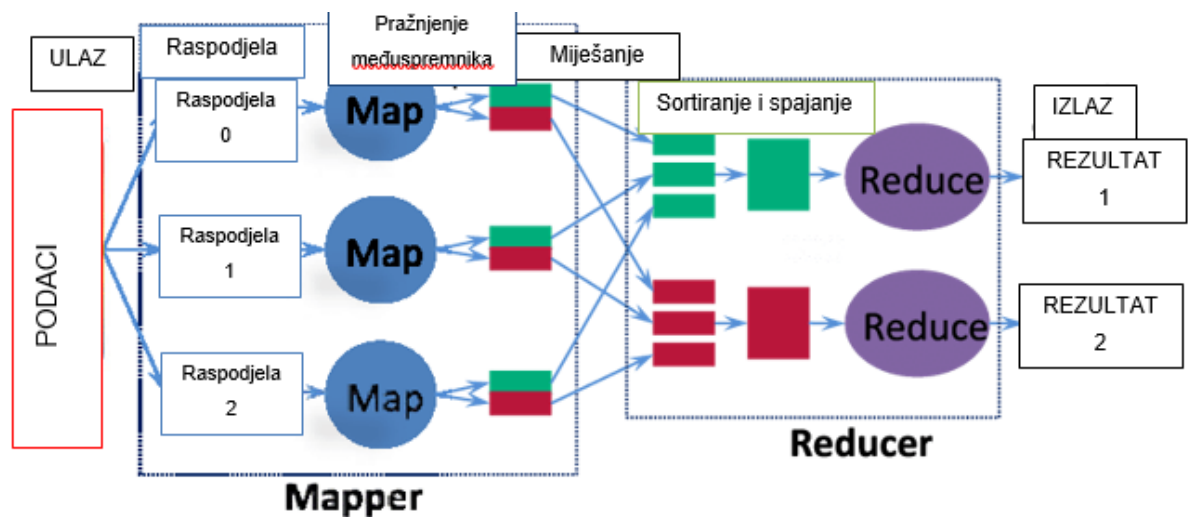 ULAZ
Raspodjela
Pražnjenje
međuspremnika
Miješanje
PODACI
Raspodjela
0
Map
Raspodjela
1
Map
Raspodjela
2
Map
Mapper
Sortiranje i spajanje
Reduce
Reduce
Reducer
IZLAZ
REZULTAT
1
REZULTAT
2